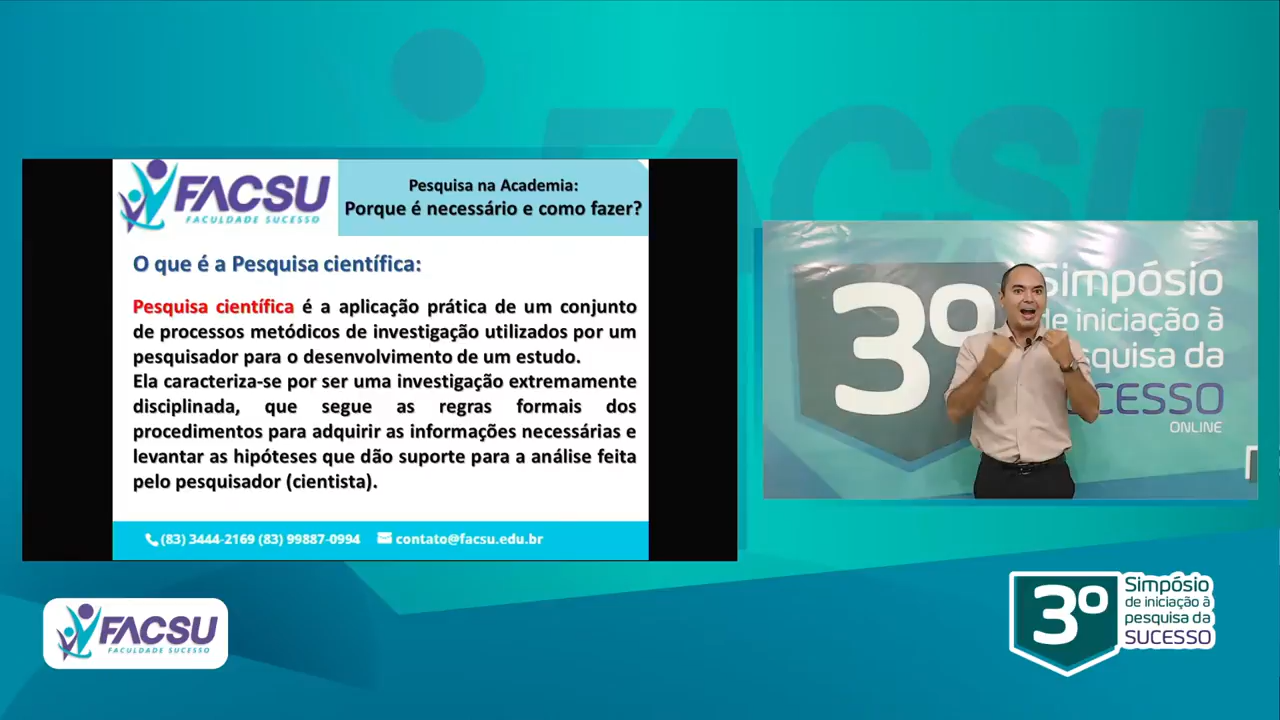 FACSU
FACULDADE SUCESSO
Pesquisa na Academia:
Porque é necessário e como fazer?
O que é a Pesquisa científica:
Pesquisa científica é a aplicação prática de um conjunto
de processos metódicos de investigação utilizados por um
pesquisador para o desenvolvimento de um estudo.
Ela caracteriza-se por ser uma investigação extremamente
disciplinada, que segue as regras formais dos
procedimentos para adquirir as informações necessárias e
levantar as hipóteses que dão suporte para a análise feita
pelo pesquisador (cientista).
(83) 3444-2169 (83) 99887-0994 contato@facsu.edu.br
FACSU
3º
Simpósio
de iniciação à
squisa da
UCESSO
ONLINE
FACSU
FACULDADE SUCESSO
3º
Simpósio
de iniciação à
pesquisa da
SUCESSO